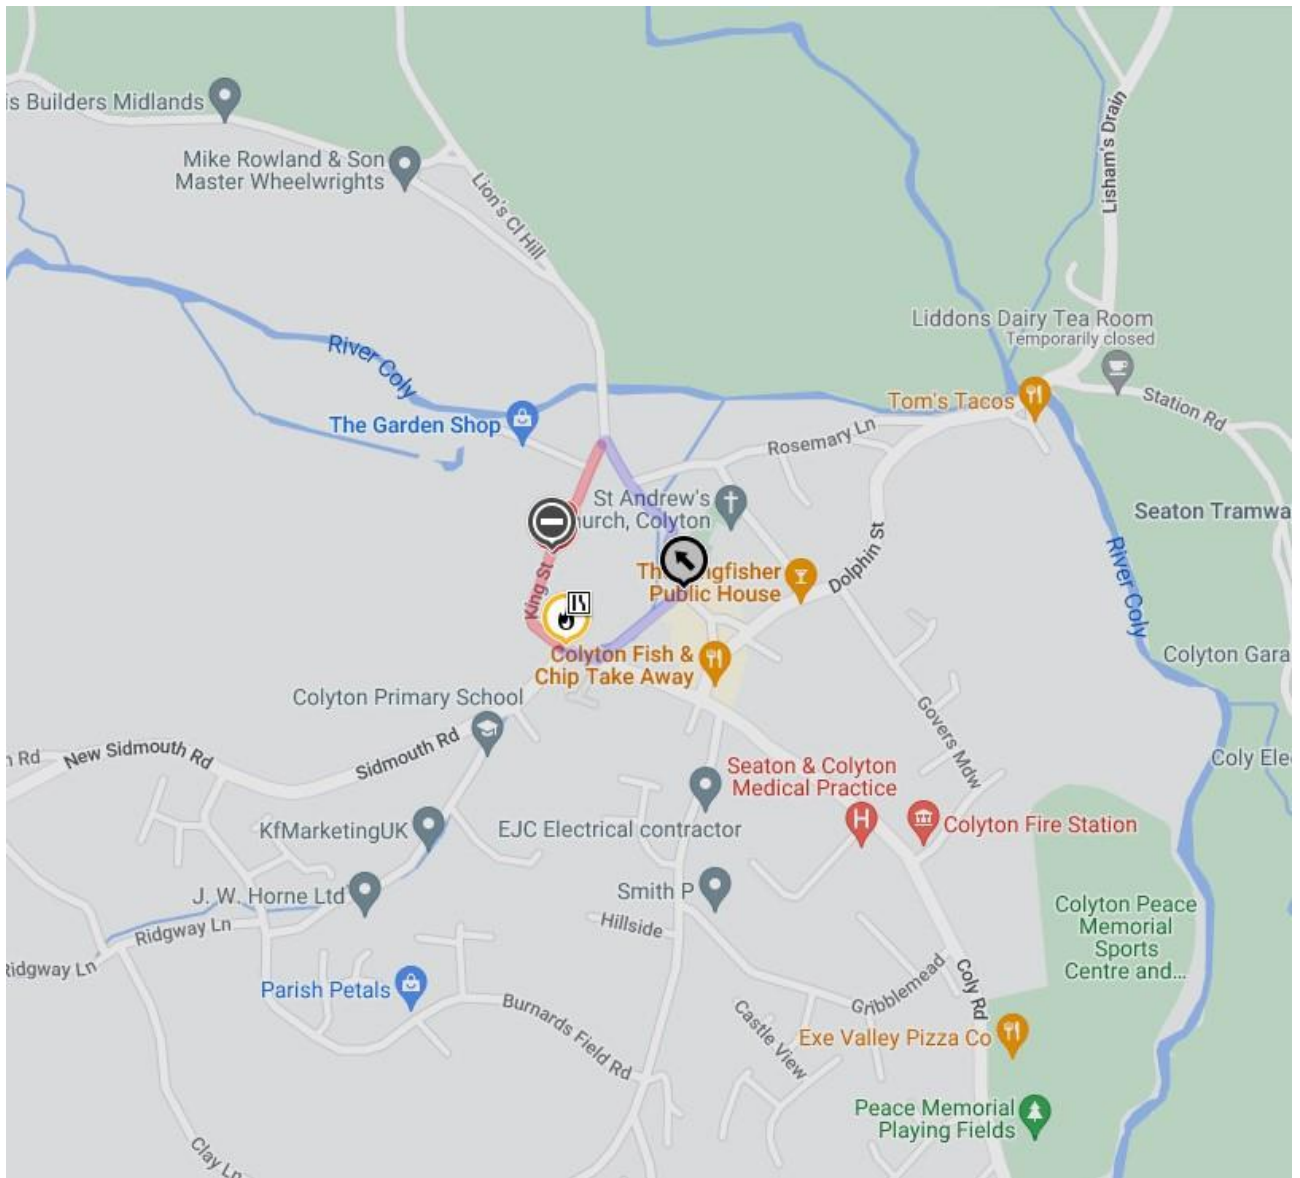 is Builders Midlands
Mike Rowland & Son
Master Wheelwrights
Lion's Cl Hill
Lisham's Drain
River Coly
Liddons Dairy Tea Room
Temporarily closed
The Garden Shop
Tom's Tacos
Station Rd
Rosemary Ln
St Andrew's
urch, Colyton
Seaton Tramwa
King St
Th ngfisher
Public House
Dolphin St
River Coly
Colyton Fish &
Chip Take Away
Colyton Gara
Colyton Primary School
Govers Mdw
n Rd
New Sidmouth Rd
Sidmouth Rd
Seaton & Colyton
Medical Practice
Coly Ele
KfMarketingUK
EJC Electrical contractor
Colyton Fire Station
J. W. Horne Ltd
Smith P
Hillside
Ridgway Ln
Ridgway Ln
Colyton Peace
Memorial
Sports
Centre and...
Parish Petals
Burnards Field Rd
Gribblemead
Coly Rd
Castle View
Exe Valley Pizza Co
Peace Memorial
Playing Fields
Clay Ln